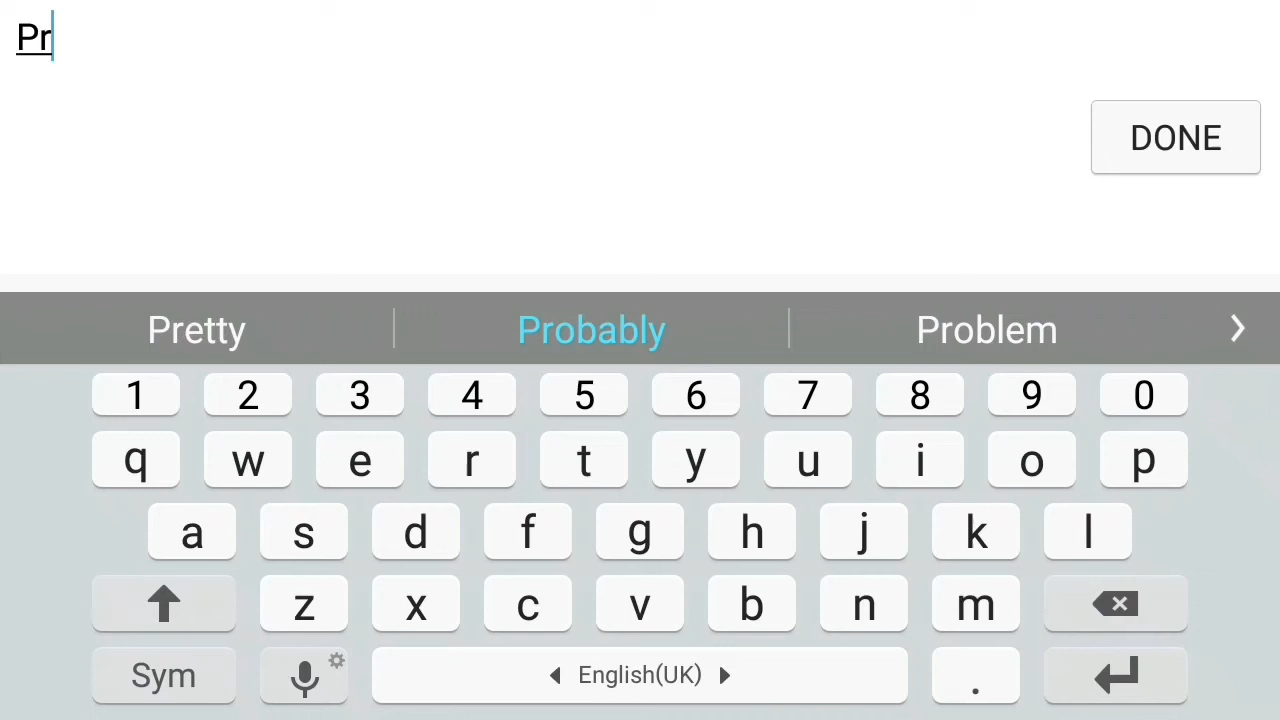 Pr
DONE
Pretty Probably Problem
1 2 3 4 5 6 7 8 9 0
q w e r t y u i o p
a s d f g h j k l
z x c v b n m
Sym English(UK) .